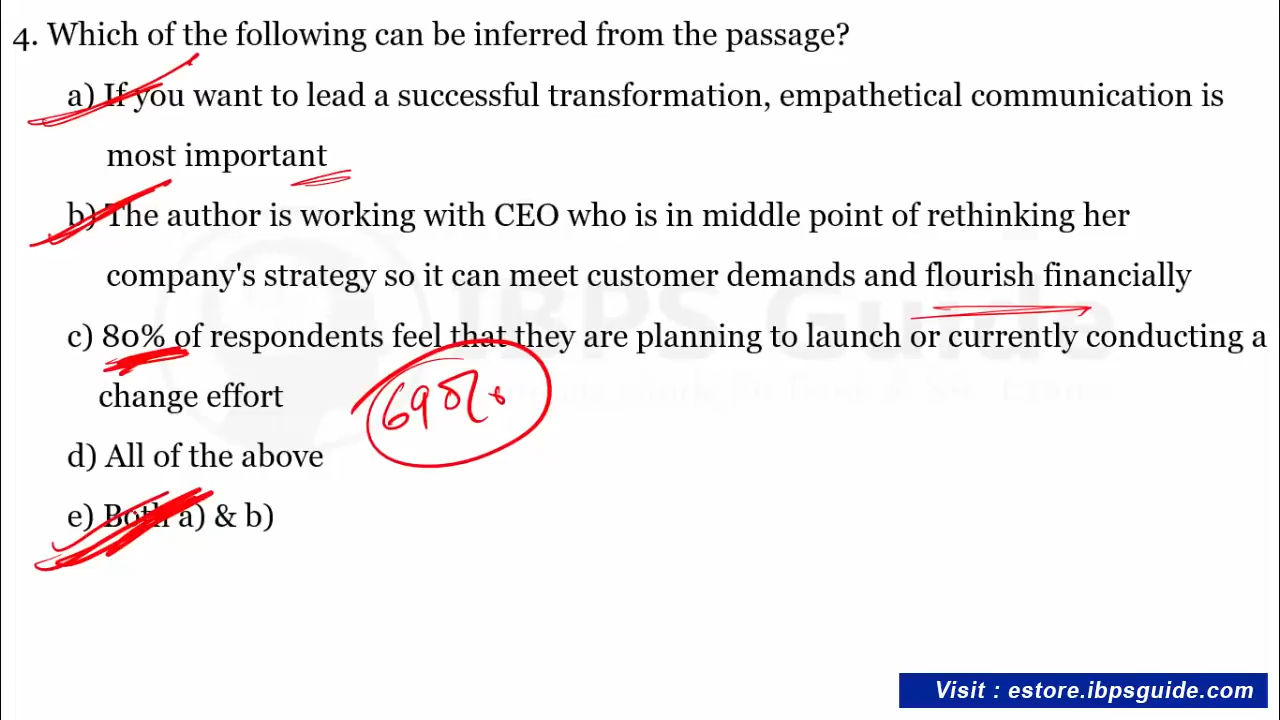 4. Which of the following can be inferred from the passage?
a) If you want to lead a successful transformation, empathetical communication is
most important
b) The author is working with CEO who is in middle point of rethinking her
company's strategy so it can meet customer demands and flourish financially
c) 80% of respondents feel that they are planning to launch or currently conducting a
change effort
69%
d) All of the above
e) Both a) & b)
IBPS Guide
Visit : estore.ibpsguide.com